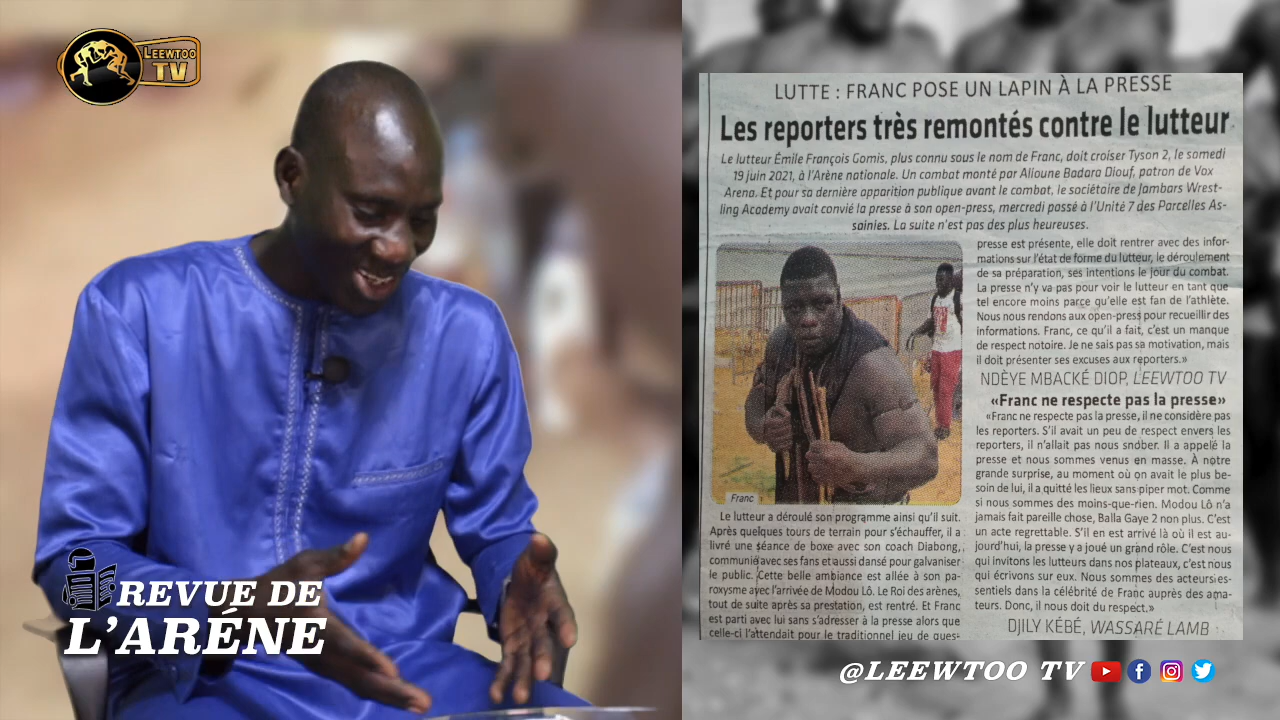 LEEWTOO
TV
REVUE DE
L'ARÉNE
LUTTE : FRANC POSE UN LAPIN À LA PRESSE
Les reporters très remontés contre le lutteur
Le lutteur Émile François Gomis, plus connu sous le nom de Franc, doit croiser Tyson 2, le samedi
19 juin 2021, à l'Arène nationale. Un combat monté par Alioune Badara Diouf, patron de Vox
Arena. Et pour sa dernière apparition publique avant le combat, le sociétaire de Jambars Wrest-
ling Academy avait convié la presse à son open-press, mercredi passé à l'Unité 7 des Parcelles As-
sainies. La suite n'est pas des plus heureuses.
Franc
Le lutteur a déroulé son programme ainsi qu'il suit.
Après quelques tours de terrain pour s'échauffer, il a
livré une séance de boxe avec son coach Diabong,
communié avec ses fans et aussi dansé pour galvaniser
le public. Cette belle ambiance est allée à son pa-
roxysme avec l'arrivée de Modou Lô. Le Roi des arènes,
tout de suite après sa prestation, est rentré. Et Franc
est parti avec lui sans s'adresser à la presse alors que
celle-ci l'attendait pour le traditionnel jeu de ques-
presse est présente, elle doit rentrer avec des infor-
mations sur l'état de forme du lutteur, le déroulement
de sa préparation, ses intentions le jour du combat.
La presse n'y va pas pour voir le lutteur en tant que
tel encore moins parce qu'elle est fan de l'athlète.
Nous nous rendons aux open-press pour recueillir des
informations. Franc, ce qu'il a fait, c'est un manque
de respect notoire. Je ne sais pas sa motivation, mais
il doit présenter ses excuses aux reporters.»
NDÈYE MBACKÉ DIOP, LEEWTOO TV
«Franc ne respecte pas la presse»
«Franc ne respecte pas la presse, il ne considère pas
les reporters. S'il avait un peu de respect envers les
reporters, il n'allait pas nous snober. Il a appelé la
presse et nous sommes venus en masse. À notre
grande surprise, au moment où on avait le plus be-
soin de lui, il a quitté les lieux sans piper mot. Comme
si nous sommes des moins-que-rien. Modou Lô n'a
jamais fait pareille chose, Balla Gaye 2 non plus. C'est
un acte regrettable. S'il en est arrivé là où il est au-
jourd'hui, la presse y a joué un grand rôle. C'est nous
qui invitons les lutteurs dans nos plateaux, c'est nous
qui écrivons sur eux. Nous sommes des acteurs es-
sentiels dans la célébrité de Franc auprès des ama-
teurs. Donc, il nous doit du respect.»
DJILY KÉBÉ, WASSARÉ LAMB
@LEEWTOO TV